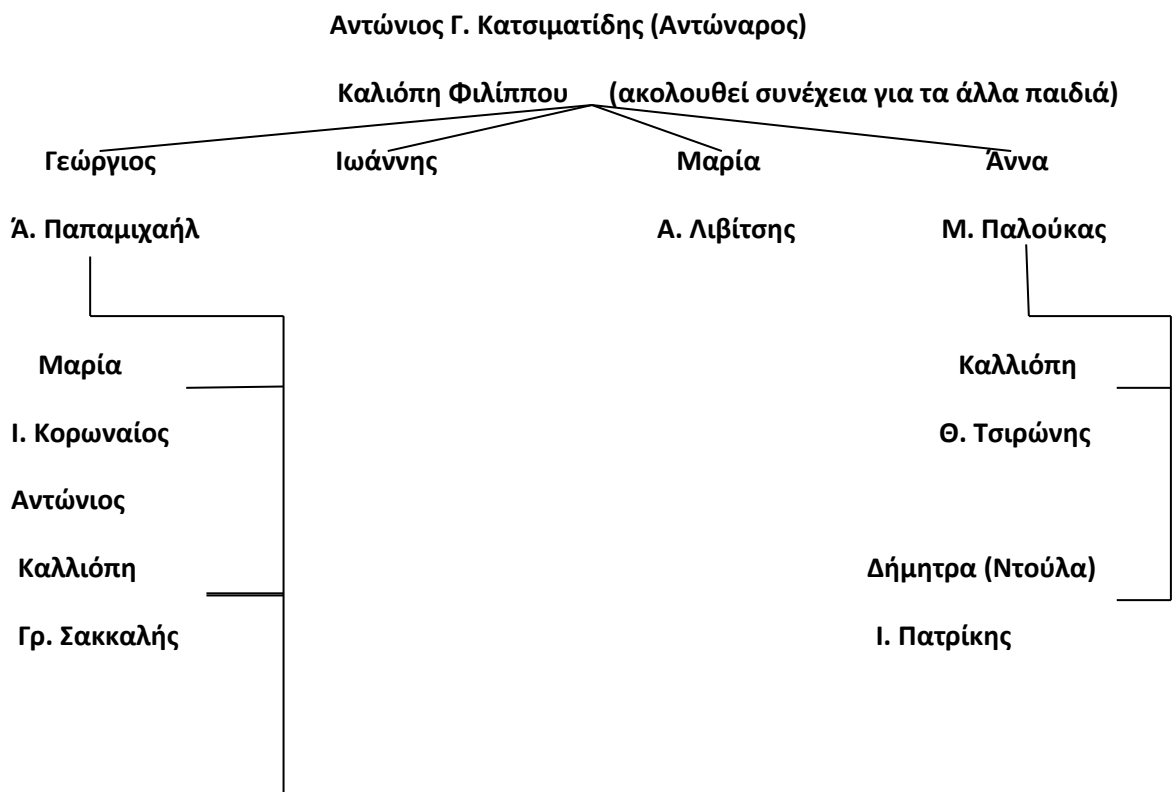 Αντώνιος Γ. Κατσιματίδης (Αντώναρος)
Καλιόπη Φιλίππου (ακολουθεί συνέχεια για τα άλλα παιδιά)
Γεώργιος Ιωάννης Μαρία Άννα
Ά. Παπαμιχαήλ Α. Λιβίτσης Μ. Παλούκας
Μαρία Καλλιόπη
Ι. Κορωναίος Θ. Τσιρώνης
Αντώνιος
Καλλιόπη Δήμητρα (Ντούλα)
Γρ. Σακκαλής Ι. Πατρίκης